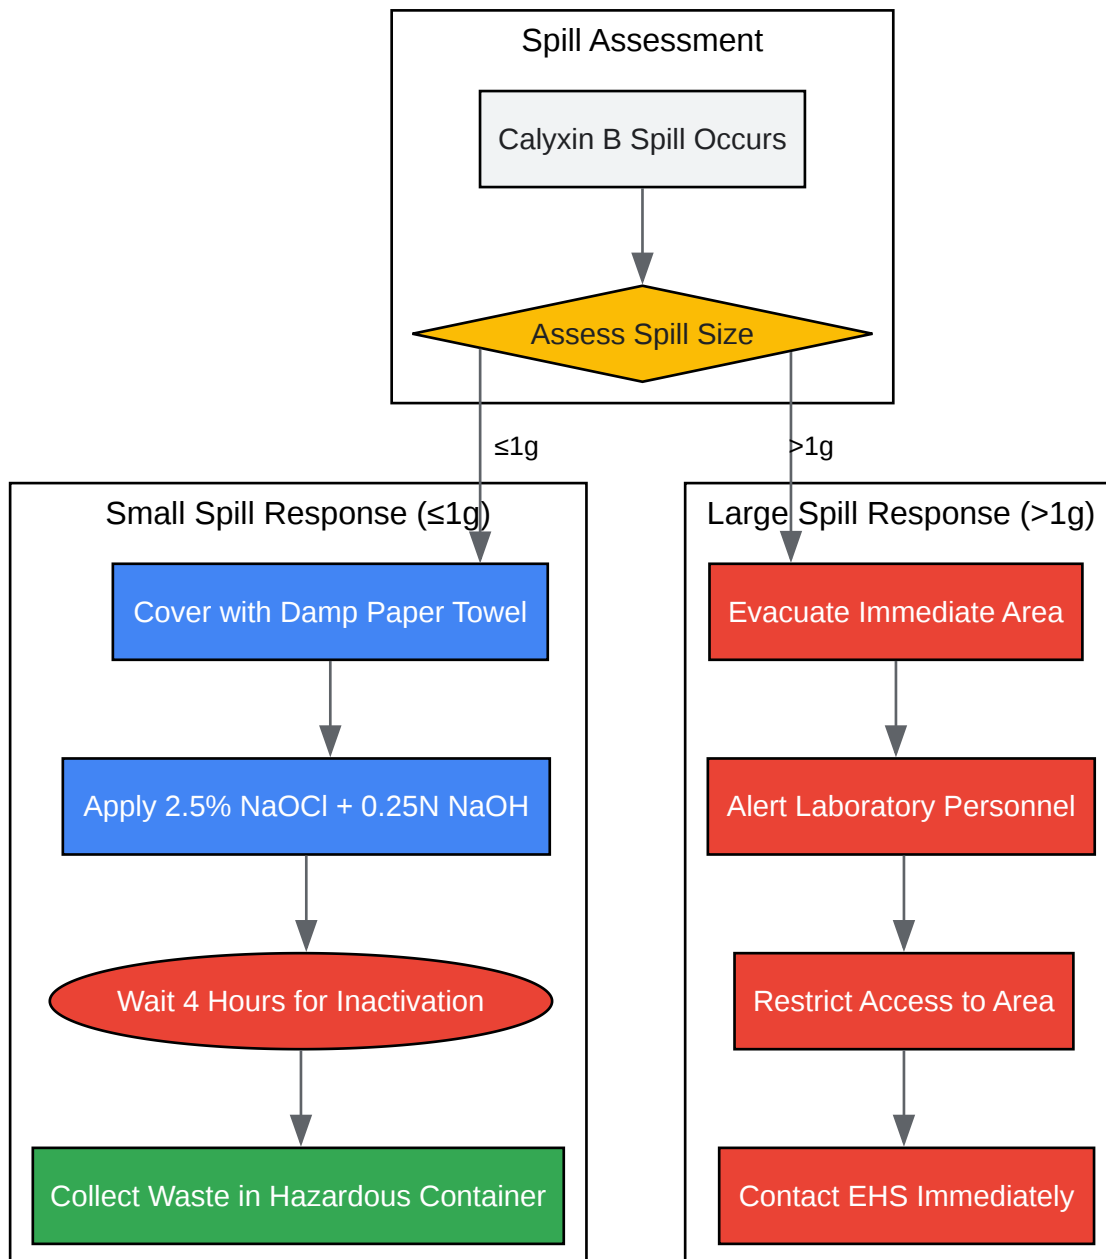 Spill Assessment
Calyxin B Spill Occurs
Assess Spill Size
≤1g
>1g
Small Spill Response (≤1g)
Cover with Damp Paper Towel
Apply 2.5% NaOCl + 0.25N NaOH
Wait 4 Hours for Inactivation
Collect Waste in Hazardous Container
Large Spill Response (>1g)
Evacuate Immediate Area
Alert Laboratory Personnel
Restrict Access to Area
Contact EHS Immediately